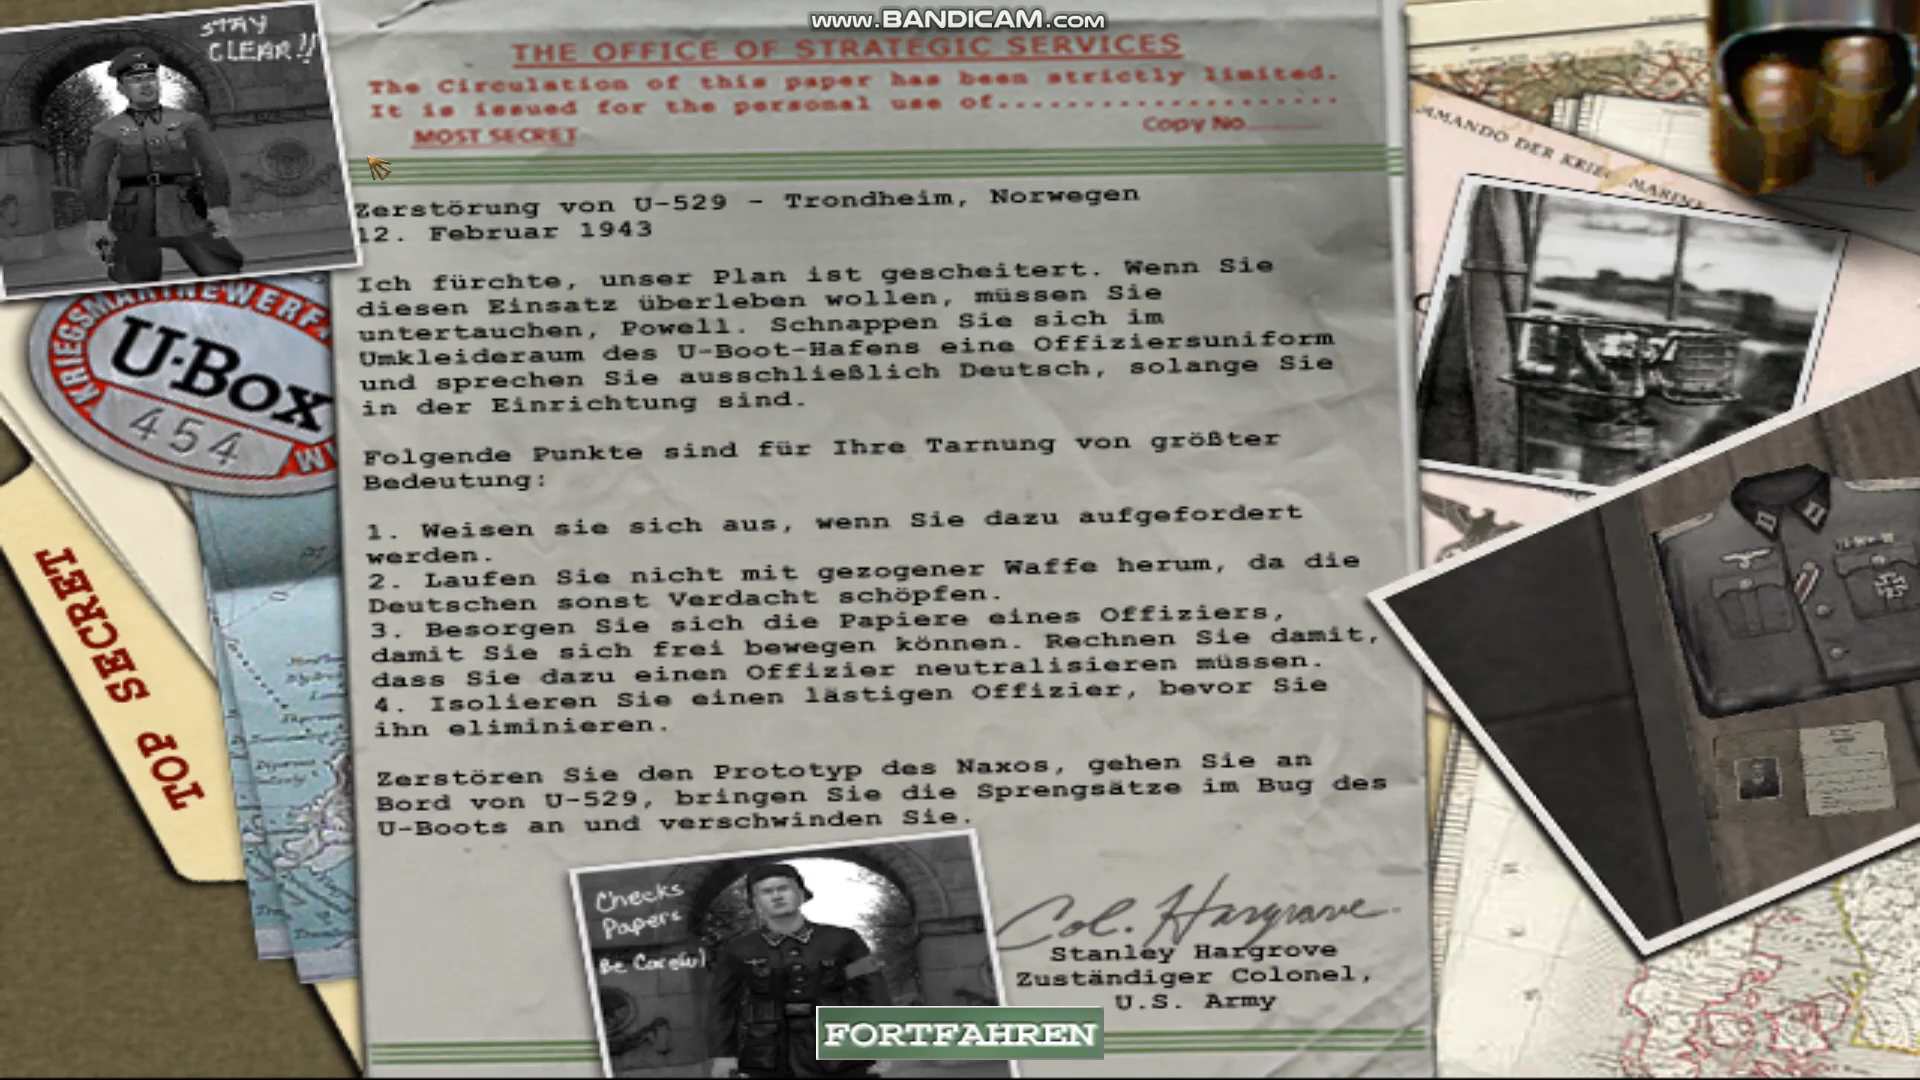 www.BANDICAM.com
STAY
CLEAR!!
THE OFFICE OF STRATEGIC SERVICES
The Circulation of this paper has been strictly limited.
It is issued for the personal use of.....................
MOST SECRET
Copy No.
KRIEGSMARINEWERFT
U-Box
454
TOP SECRET
Zerstörung von U-529 - Trondheim, Norwegen
12. Februar 1943
Ich fürchte, unser Plan ist gescheitert. Wenn Sie
diesen Einsatz überleben wollen, müssen Sie
untertauchen, Powell. Schnappen Sie sich im
Umkleideraum des U-Boot-Hafens eine Offiziersuniform
und sprechen Sie ausschließlich Deutsch, solange Sie
in der Einrichtung sind.
Folgende Punkte sind für Ihre Tarnung von größter
Bedeutung:
1. Weisen sie sich aus, wenn Sie dazu aufgefordert
werden.
2. Laufen Sie nicht mit gezogener Waffe herum, da die
Deutschen sonst Verdacht schöpfen.
3. Besorgen Sie sich die Papiere eines Offiziers,
damit Sie sich frei bewegen können. Rechnen Sie damit,
dass Sie dazu einen Offizier neutralisieren müssen.
4. Isolieren Sie einen lästigen Offizier, bevor Sie
ihn eliminieren.
Zerstören Sie den Prototyp des Naxos, gehen Sie an
Bord von U-529, bringen Sie die Sprengsätze im Bug des
U-Boots an und verschwinden Sie.
Checks
Papers
Be Careful
Col. Hargrove
Stanley Hargrove
Zuständiger Colonel,
U.S. Army
FORTFAHREN